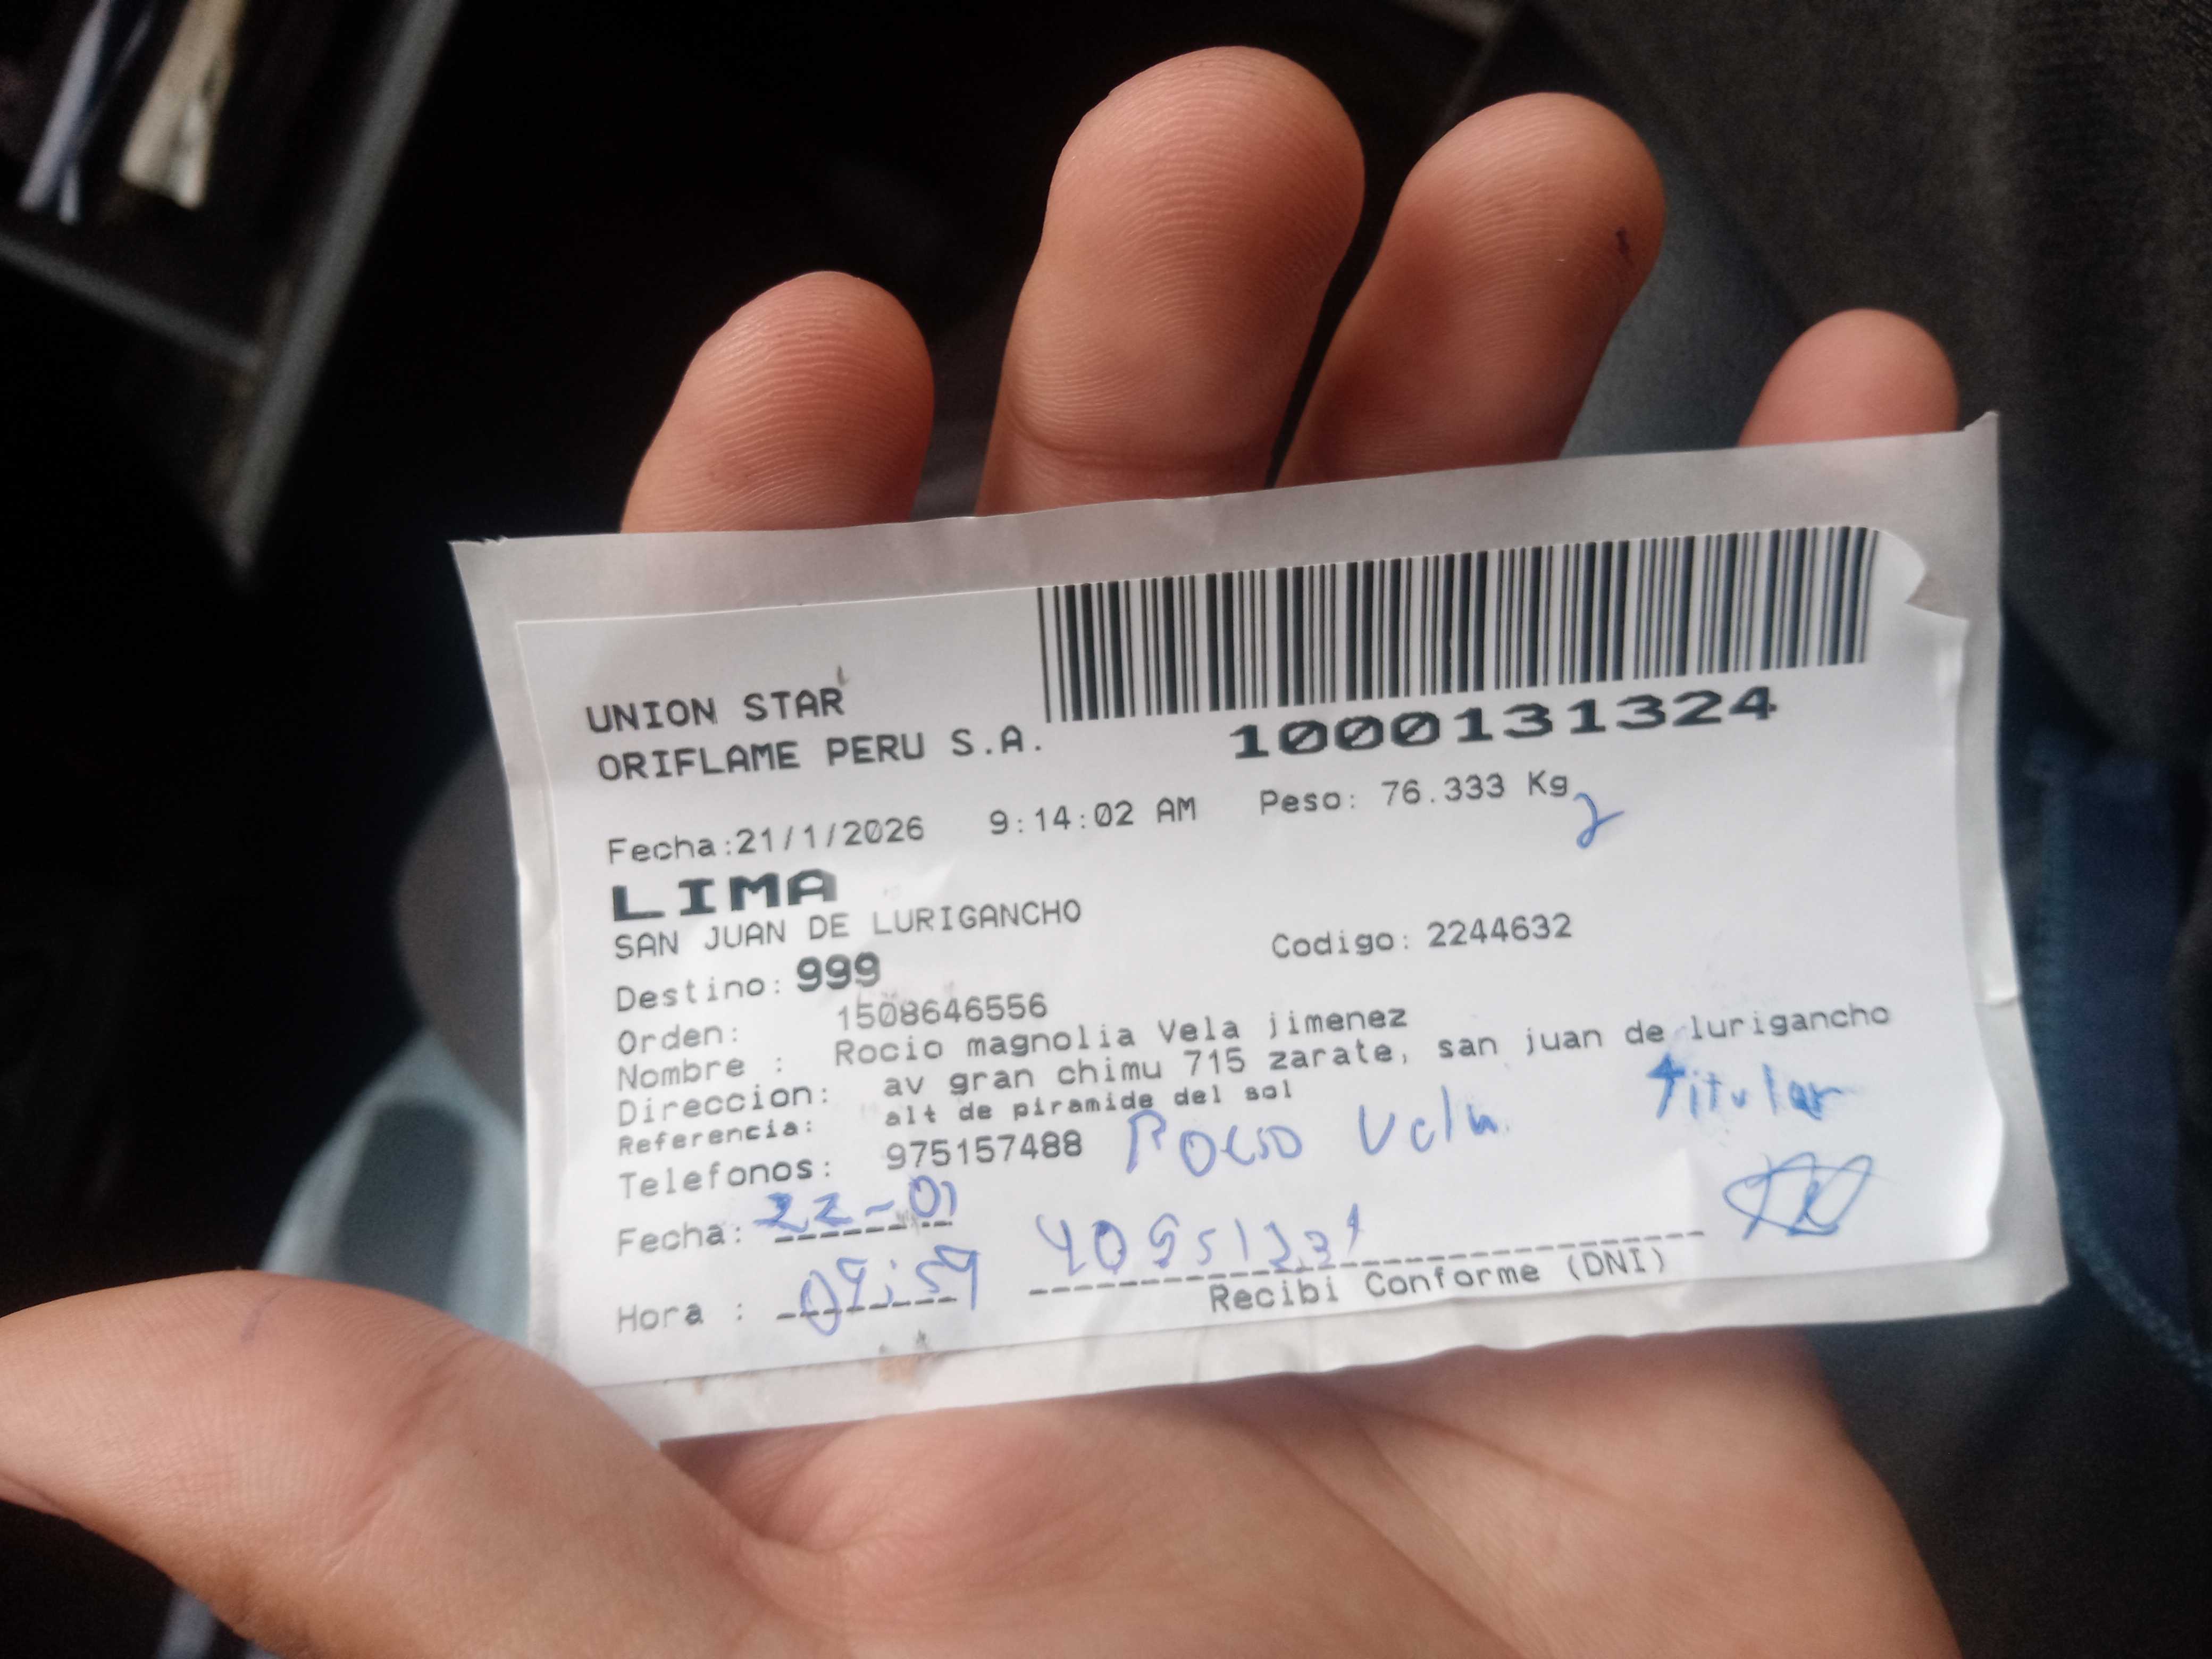 UNION STAR
ORIFLAME PERU S.A.
1000131324
Fecha:21/1/2026 9:14:02 AM Peso: 76.333 Kg
2
LIMA
SAN JUAN DE LURIGANCHO
Destino: 999 Codigo: 2244632
Orden: 1508646556
Nombre : Rocio magnolia Vela jimenez
Direccion: av gran chimu 715 zarate, san juan de lurigancho
Referencia: alt de piramide del sol
Telefonos: 975157488 Rocio Vela Titular
Fecha: 22-01
Hora : 09:59
Recibi Conforme (DNI)